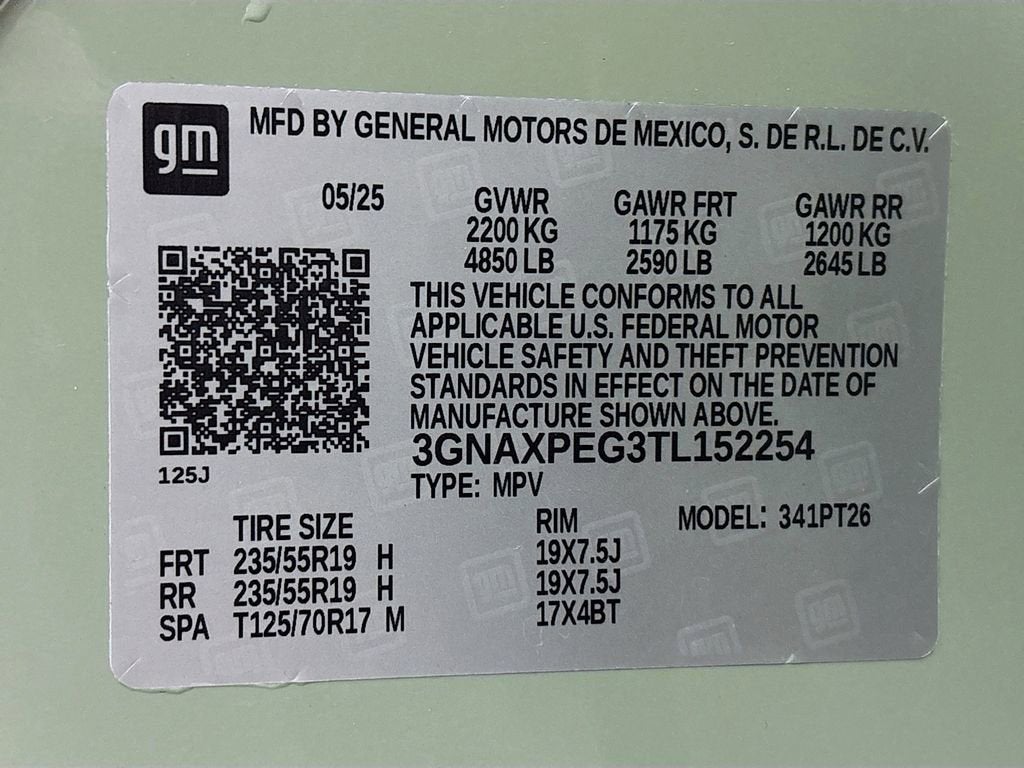 gm
MFD BY GENERAL MOTORS DE MEXICO, S. DE R.L. DE C.V.
05/25 GVWR GAWR FRT GAWR RR
2200 KG 1175 KG 1200 KG
4850 LB 2590 LB 2645 LB
THIS VEHICLE CONFORMS TO ALL
APPLICABLE U.S. FEDERAL MOTOR
VEHICLE SAFETY AND THEFT PREVENTION
STANDARDS IN EFFECT ON THE DATE OF
MANUFACTURE SHOWN ABOVE.
3GNAXPEG3TL152254
125J
TYPE: MPV
TIRE SIZE RIM MODEL: 341PT26
FRT 235/55R19 H 19X7.5J
RR 235/55R19 H 19X7.5J
SPA T125/70R17 M 17X4BT